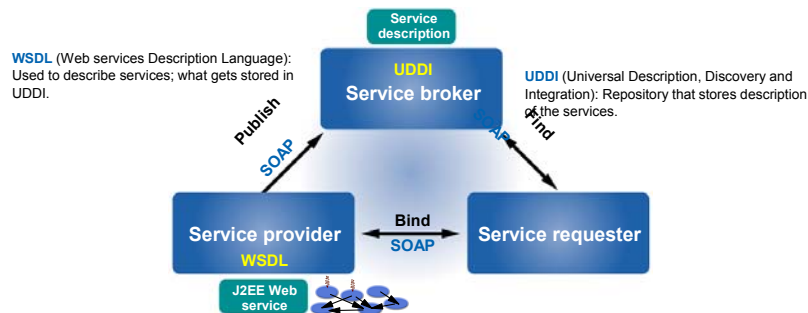 Service
description
WSDL (Web services Description Language):
Used to describe services; what gets stored in
UDDI.
UDDI
Service broker
UDDI (Universal Description, Discovery and
Integration): Repository that stores description
of the services.
Publish
SOAP
SOAP
Find
Service provider
WSDL
Bind
SOAP
Service requester
J2EE Web
service